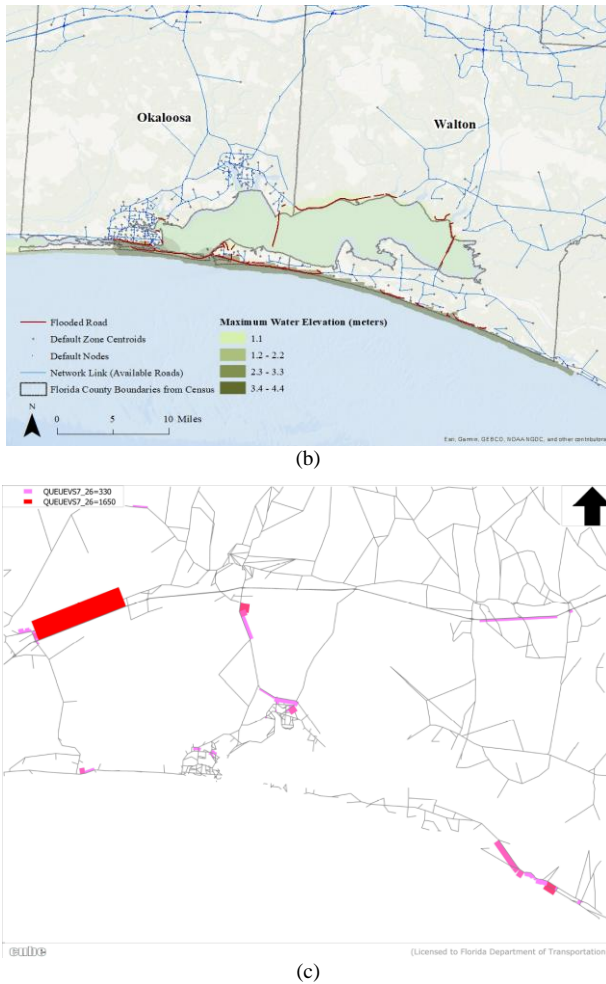 Okaloosa
Walton
Flooded Road
Default Zone Centroids
Default Nodes
Network Link (Available Roads)
Florida County Boundaries from Census
Maximum Water Elevation (meters)
1.1
1.2 - 2.2
2.3 - 3.3
3.4 - 4.4
N
0 5 10 Miles
Esri, Garmin, GEBCO, NOAA NGDC, and other contributors
(b)
QUEUEVS7_26=330
QUEUEVS7_26=1650
cube
(Licensed to Florida Department of Transportation
(c)